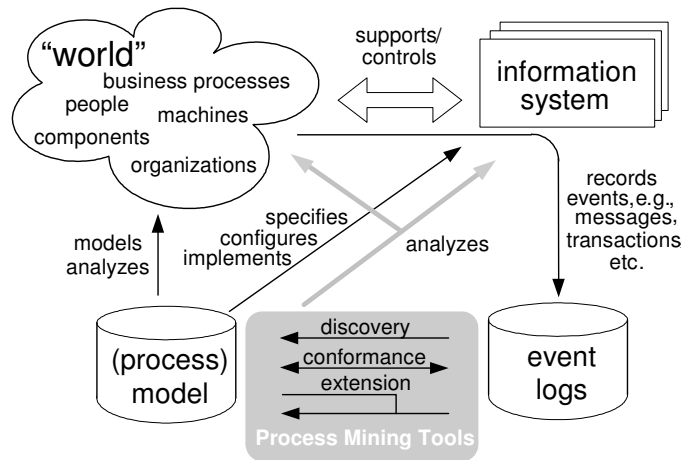 “world”
business processes
people
machines
components
organizations
supports/
controls
information
system
records
events,e.g.,
messages,
transactions,
etc.
specifies
configures
implements
models
analyzes
analyzes
(process)
model
discovery
conformance
extension
Process Mining Tools
event
logs